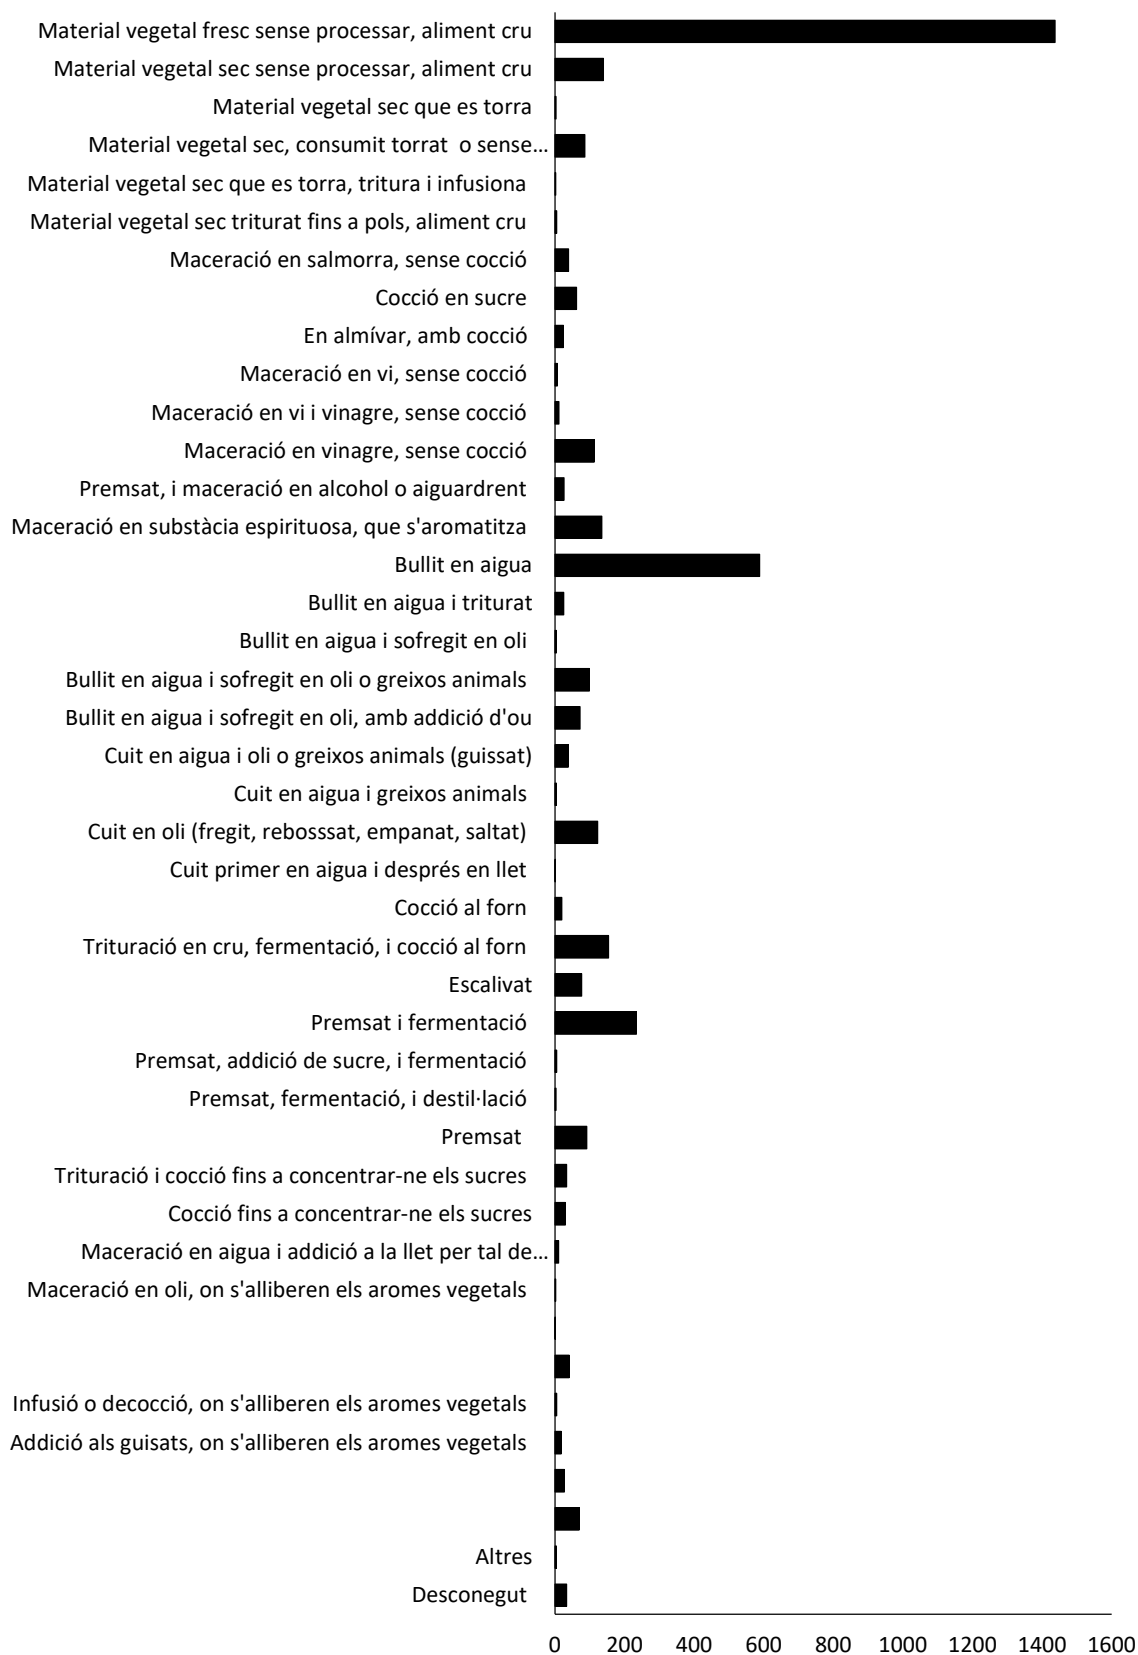 Material vegetal fresc sense processar, aliment cru
Material vegetal sec sense processar, aliment cru
Material vegetal sec que es torra
Material vegetal sec, consumit torrat o sense...
Material vegetal sec que es torra, tritura i infusiona
Material vegetal sec triturat fins a pols, aliment cru
Maceració en salmorra, sense cocció
Cocció en sucre
En almívar, amb cocció
Maceració en vi, sense cocció
Maceració en vi i vinagre, sense cocció
Maceració en vinagre, sense cocció
Premsat, i maceració en alcohol o aiguardrent
Maceració en substàcia espirituosa, que s'aromatitza
Bullit en aigua
Bullit en aigua i triturat
Bullit en aigua i sofregit en oli
Bullit en aigua i sofregit en oli o greixos animals
Bullit en aigua i sofregit en oli, amb addició d'ou
Cuit en aigua i oli o greixos animals (guissat)
Cuit en aigua i greixos animals
Cuit en oli (fregit, rebosssat, empanat, saltat)
Cuit primer en aigua i després en llet
Cocció al forn
Trituració en cru, fermentació, i cocció al forn
Escalivat
Premsat i fermentació
Premsat, addició de sucre, i fermentació
Premsat, fermentació, i destil·lació
Premsat
Trituració i cocció fins a concentrar-ne els sucres
Cocció fins a concentrar-ne els sucres
Maceració en aigua i addició a la llet per tal de...
Maceració en oli, on s'alliberen els aromes vegetals
Infusió o decocció, on s'alliberen els aromes vegetals
Addició als guisats, on s'alliberen els aromes vegetals
Altres
Desconegut
0 200 400 600 800 1000 1200 1400 1600